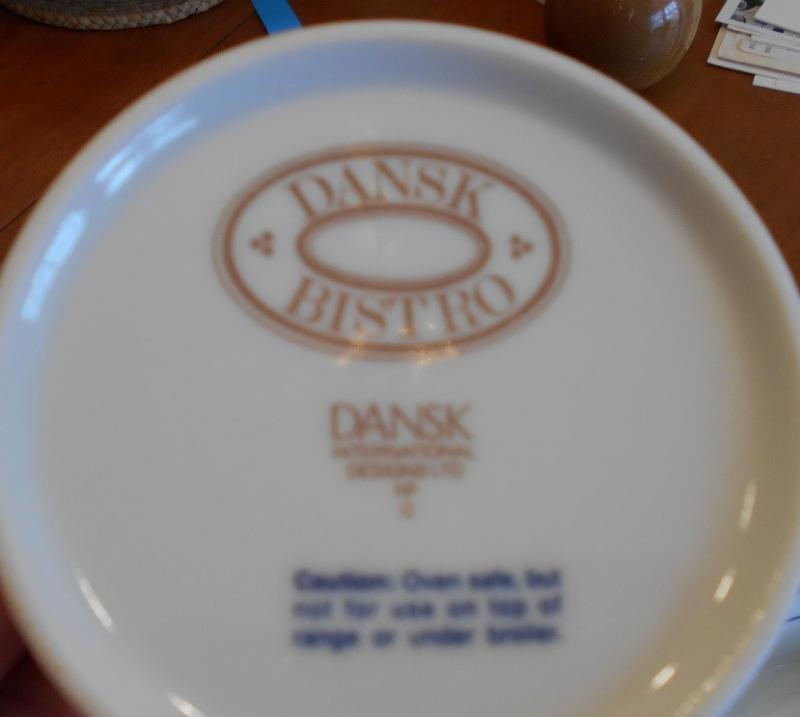 DANSK
BISTRO
DANSK
INTERNATIONAL
DESIGNS LTD
Caution: Oven safe, but
not for use on top of
range or under broiler.